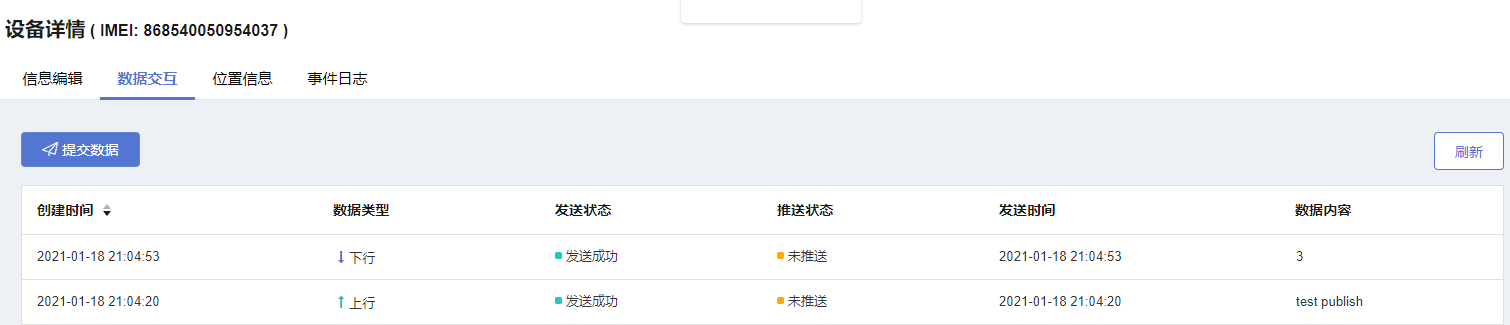 设备详情 ( IMEI: 868540050954037 )
信息编辑 数据交互 位置信息 事件日志
提交数据 刷新
创建时间 数据类型 发送状态 推送状态 发送时间 数据内容
2021-01-18 21:04:53 下行 发送成功 未推送 2021-01-18 21:04:53 3
2021-01-18 21:04:20 上行 发送成功 未推送 2021-01-18 21:04:20 test publish